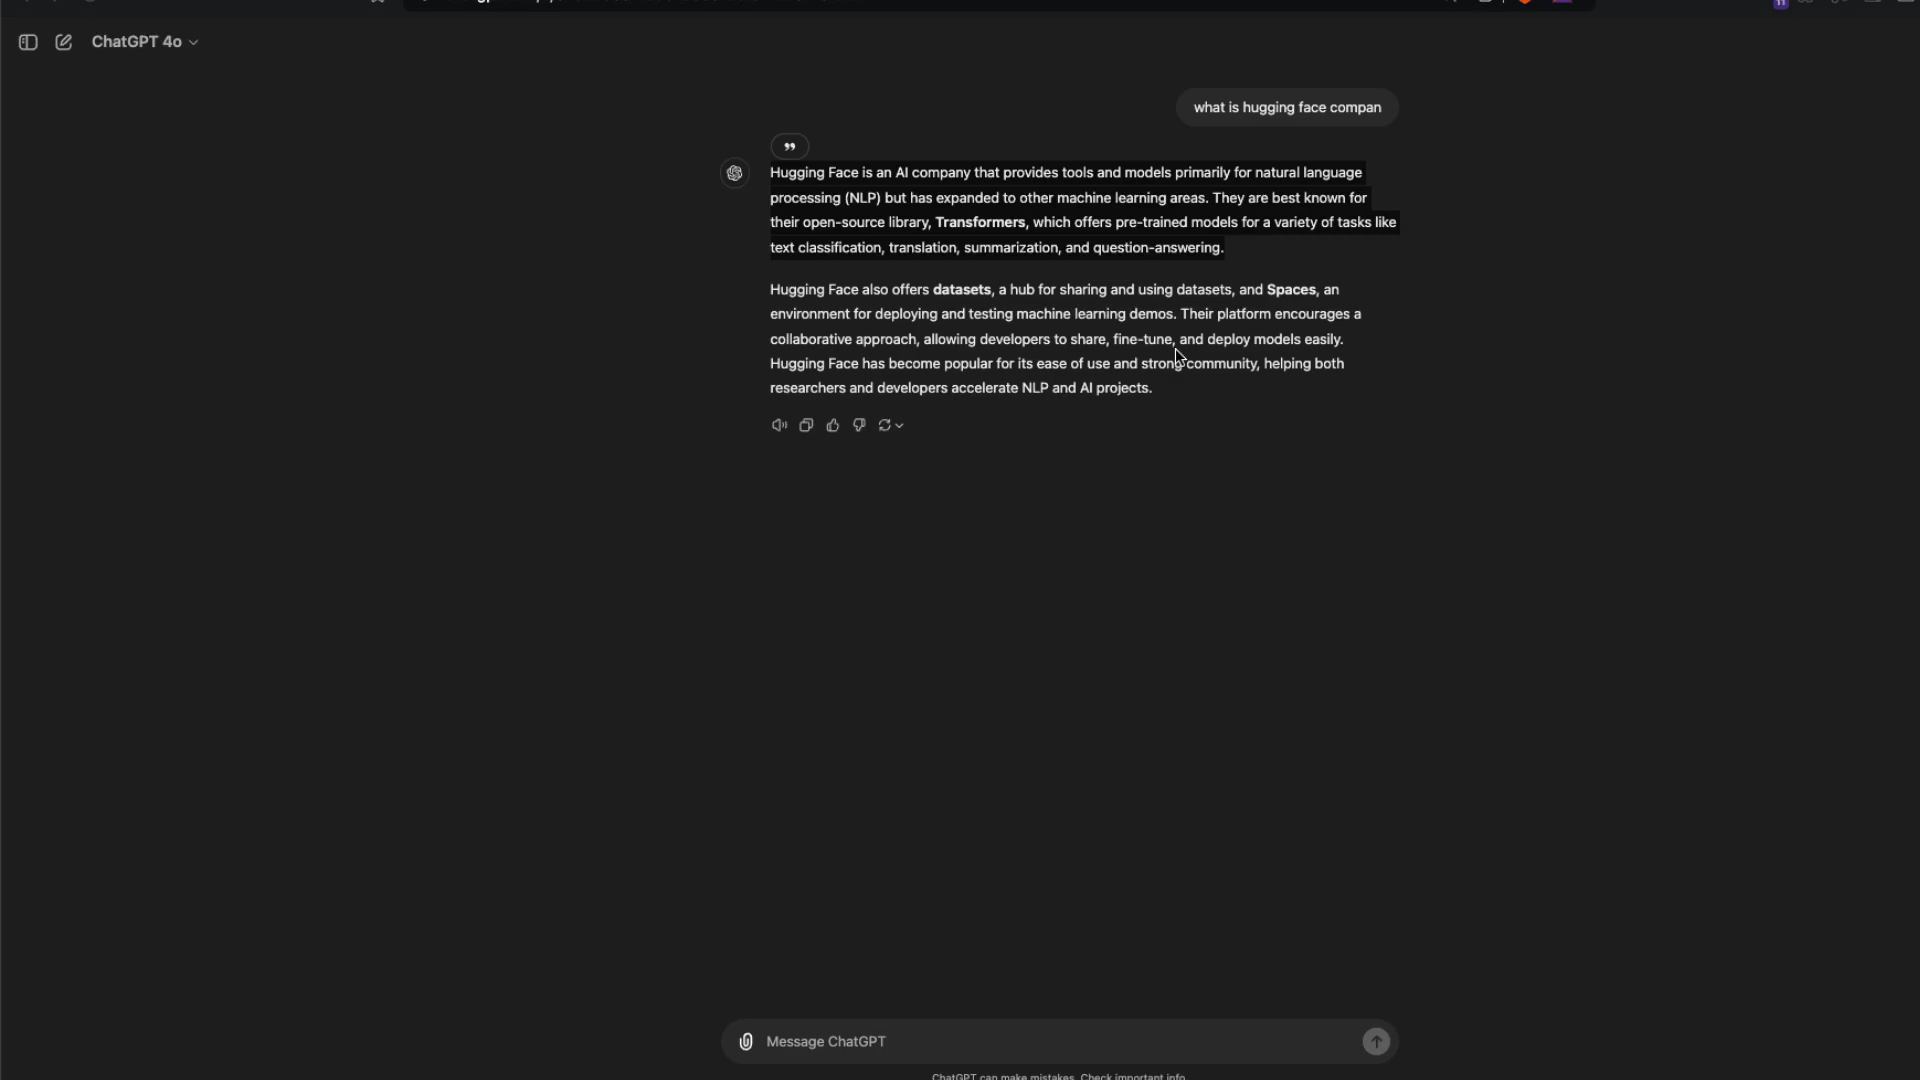 ChatGPT 4o
what is hugging face compan
Hugging Face is an AI company that provides tools and models primarily for natural language
processing (NLP) but has expanded to other machine learning areas. They are best known for
their open-source library, Transformers, which offers pre-trained models for a variety of tasks like
text classification, translation, summarization, and question-answering.
Hugging Face also offers datasets, a hub for sharing and using datasets, and Spaces, an
environment for deploying and testing machine learning demos. Their platform encourages a
collaborative approach, allowing developers to share, fine-tune, and deploy models easily.
Hugging Face has become popular for its ease of use and strong community, helping both
researchers and developers accelerate NLP and AI projects.
Message ChatGPT
ChatGPT can make mistakes. Check important info.